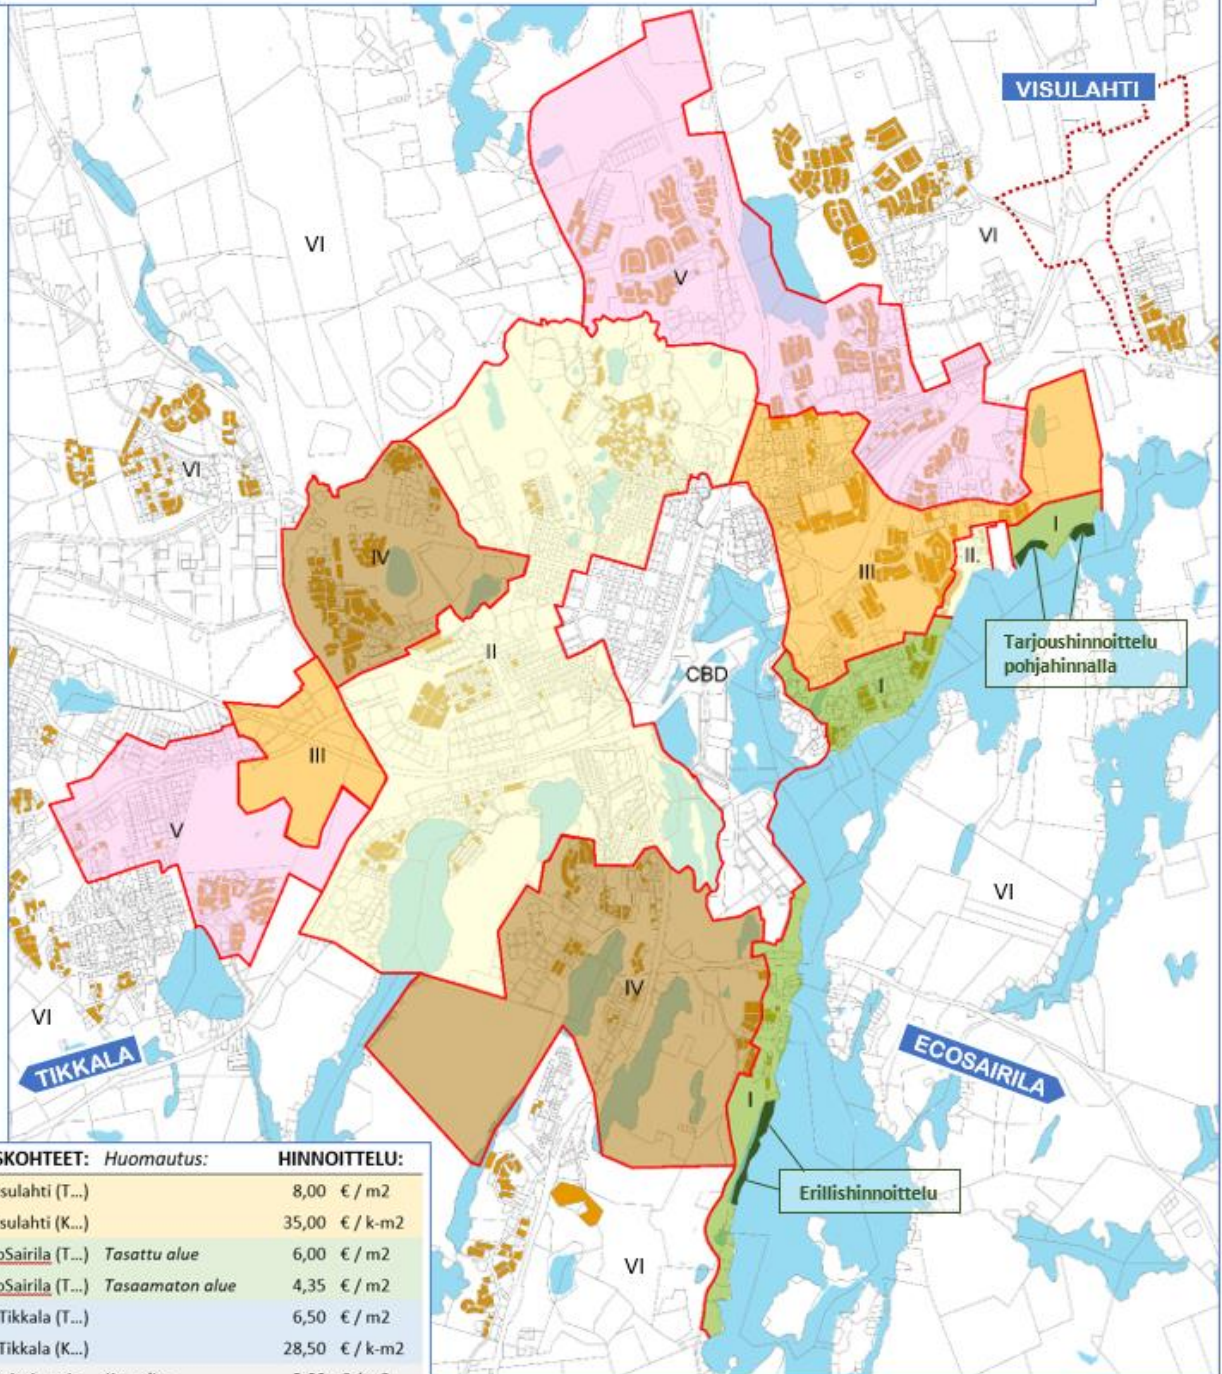 VISULAHTI
VI
VI
V
VI
IV
I
II.
III
Tarjoushinnoittelu
pohjahinnalla
II
CBD
I
III
V
VI
IV
VI
TIKKALA
ECOSAIRILA
I
Erillishinnoittelu
VI
SKOHTEET: Huomautus: HINNOITTELU:
sulahti (T...) 8,00 € / m2
sulahti (K...) 35,00 € / k-m2
oSairila (T...) Tasattu alue 6,00 € / m2
oSairila (T...) Tasaamaton alue 4,35 € / m2
Tikkala (T...) 6,50 € / m2
Tikkala (K...) 28,50 € / k-m2